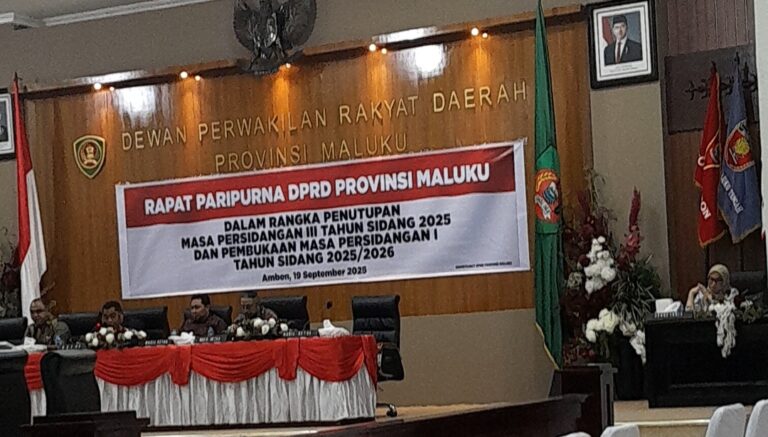 DEWAN PERWAKILAN RAKYAT DAERAH
PROVINSI MALUKU
RAPAT PARIPURNA DPRD PROVINSI MALUKU
DALAM RANGKA PENUTUPAN
MASA PERSIDANGAN III TAHUN SIDANG 2025
DAN PEMBUKAAN MASA PERSIDANGAN I
TAHUN SIDANG 2025/2026
Ambon, 19 September 2025